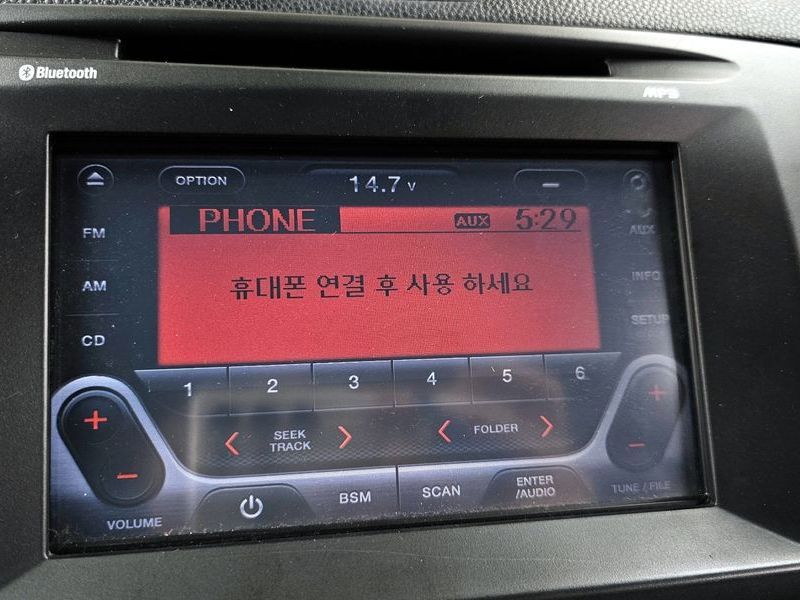 Bluetooth
MP3
OPTION
14.7 v
PHONE AUX 5:29
FM
AUX
휴대폰 연결 후 사용 하세요
AM
INFO
CD
SETUP
1 2 3 4 5 6
+
+
SEEK
TRACK
FOLDER
-
-
VOLUME
BSM
SCAN
ENTER
/AUDIO
TUNE / FILE